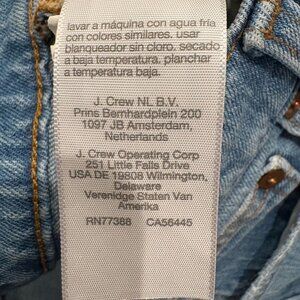 lavar a máquina con agua fría
con colores similares. usar
blanqueador sin cloro. secado
a baja temperatura. planchar
a temperatura baja.
J. Crew NL B.V.
Prins Bernhardplein 200
1097 JB Amsterdam,
Netherlands
J. Crew Operating Corp
251 Little Falls Drive
USA DE 19808 Wilmington,
Delaware
Verenidge Staten Van
Amerika
RN77388 CA56445